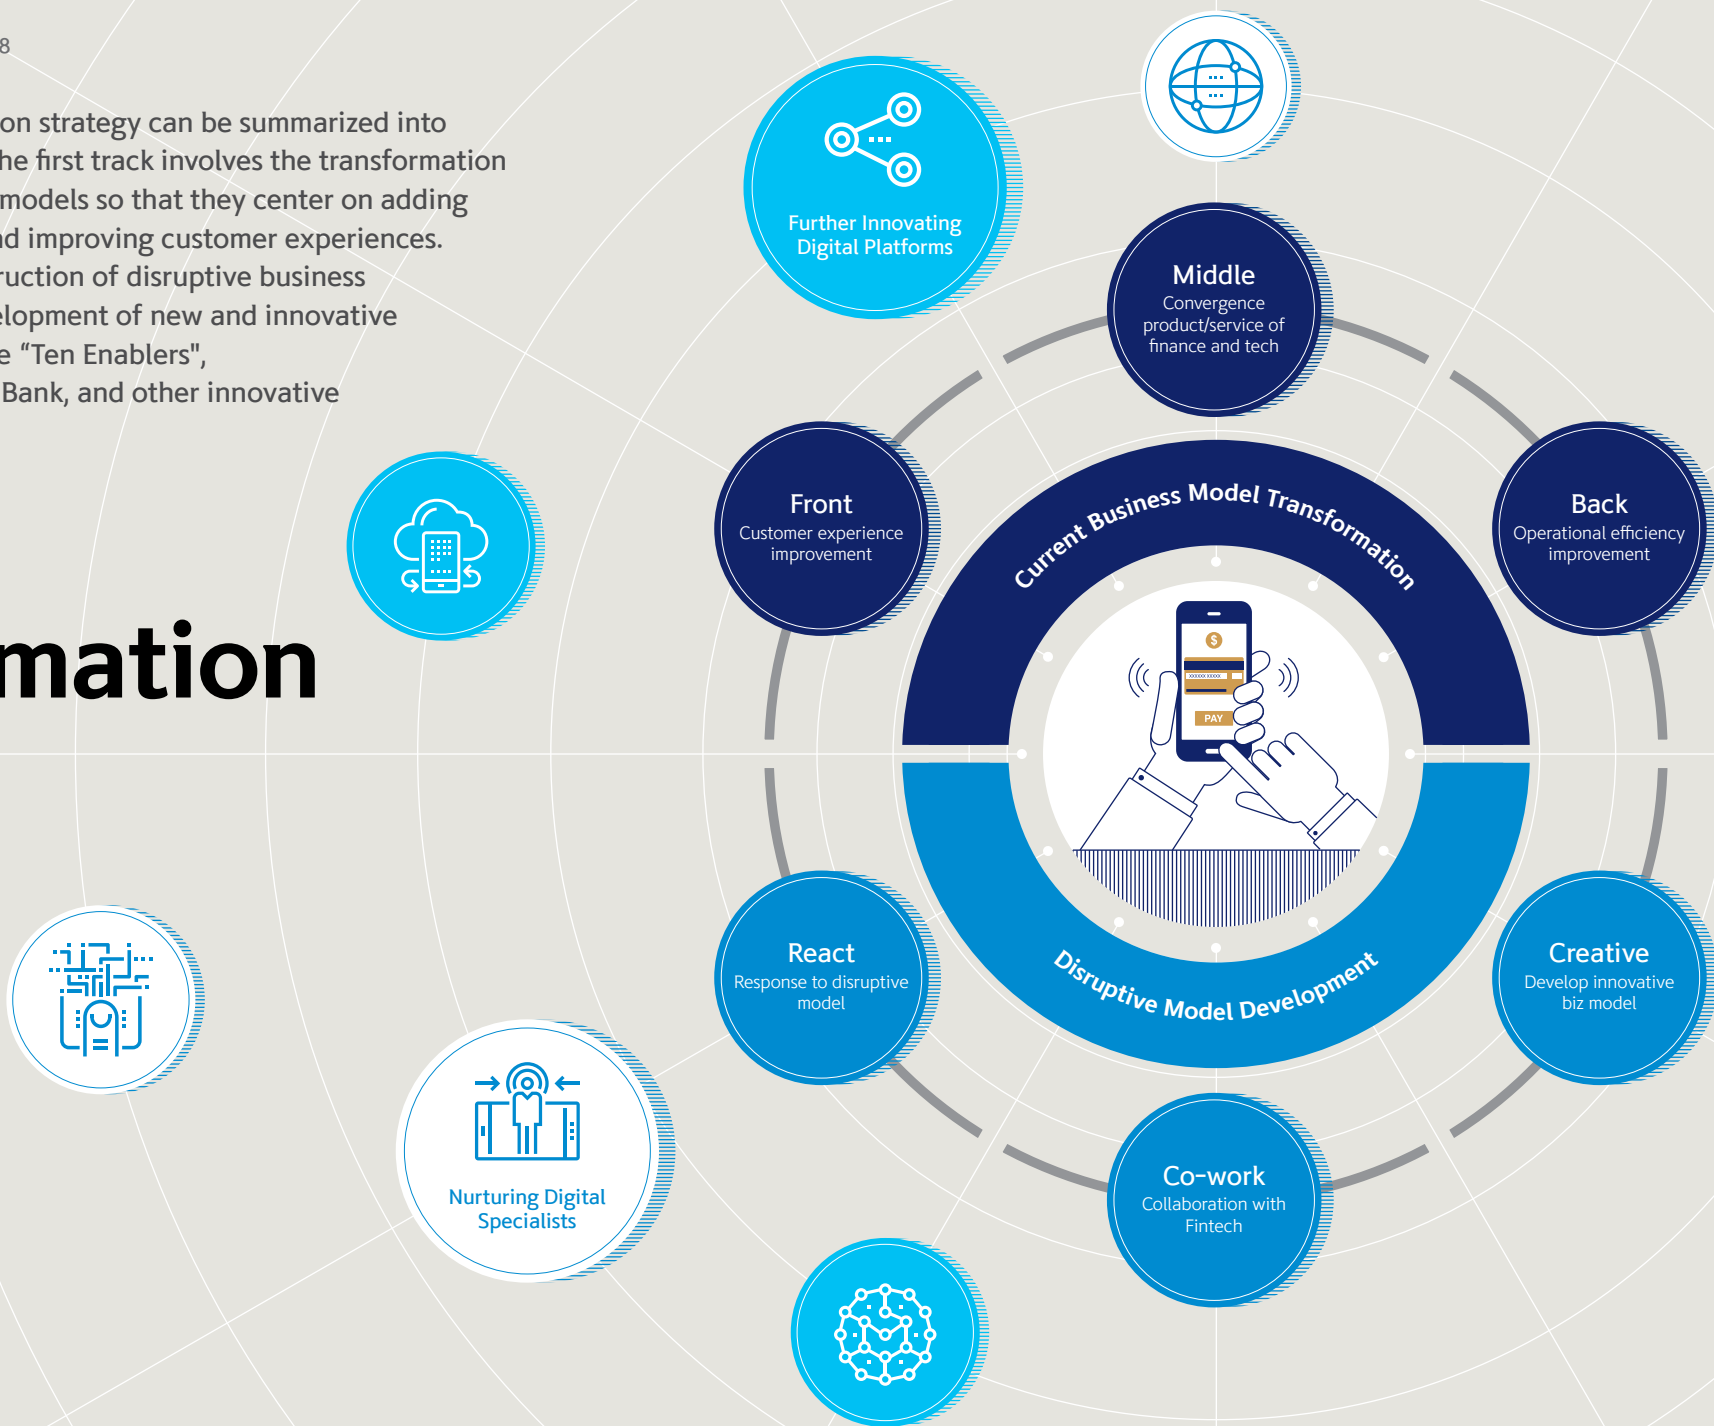 8
on strategy can be summarized into
he first track involves the transformation
models so that they center on adding
d improving customer experiences.
ruction of disruptive business
elopment of new and innovative
e “Ten Enablers",
Bank, and other innovative
mation
Further Innovating
Digital Platforms
Middle
Convergence
product/service of
finance and tech
Front
Customer experience
improvement
Back
Operational efficiency
improvement
Current Business Model Transformation
$
XXXXXX XXXXX
PAY
Disruptive Model Development
React
Response to disruptive
model
Creative
Develop innovative
biz model
Co-work
Collaboration with
Fintech
Nurturing Digital
Specialists